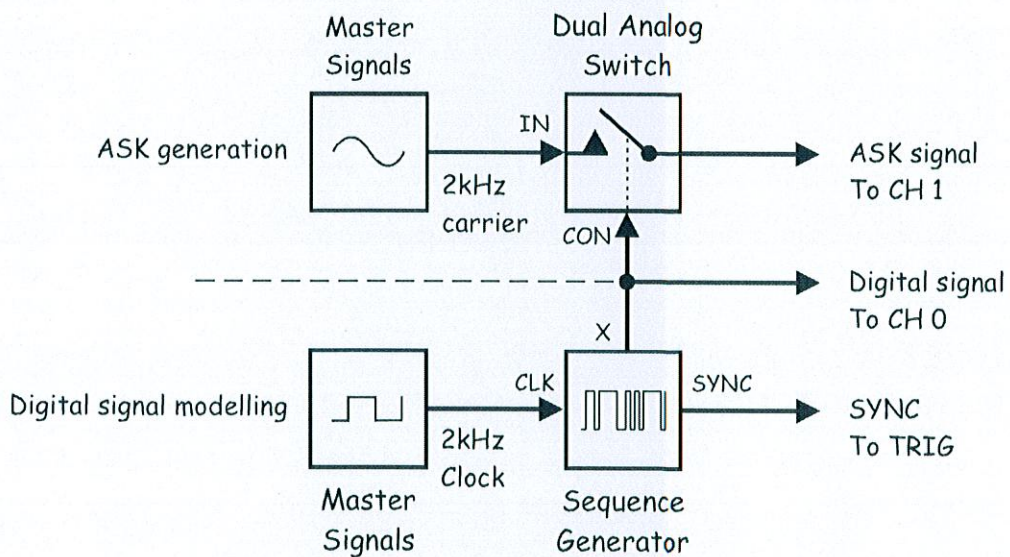 Master
Signals
Dual Analog
Switch
ASK generation
IN
2kHz
carrier
ASK signal
To CH 1
CON
Digital signal
To CH 0
X
Digital signal modelling
CLK
SYNC
2kHz
Clock
SYNC
To TRIG
Master
Signals
Sequence
Generator